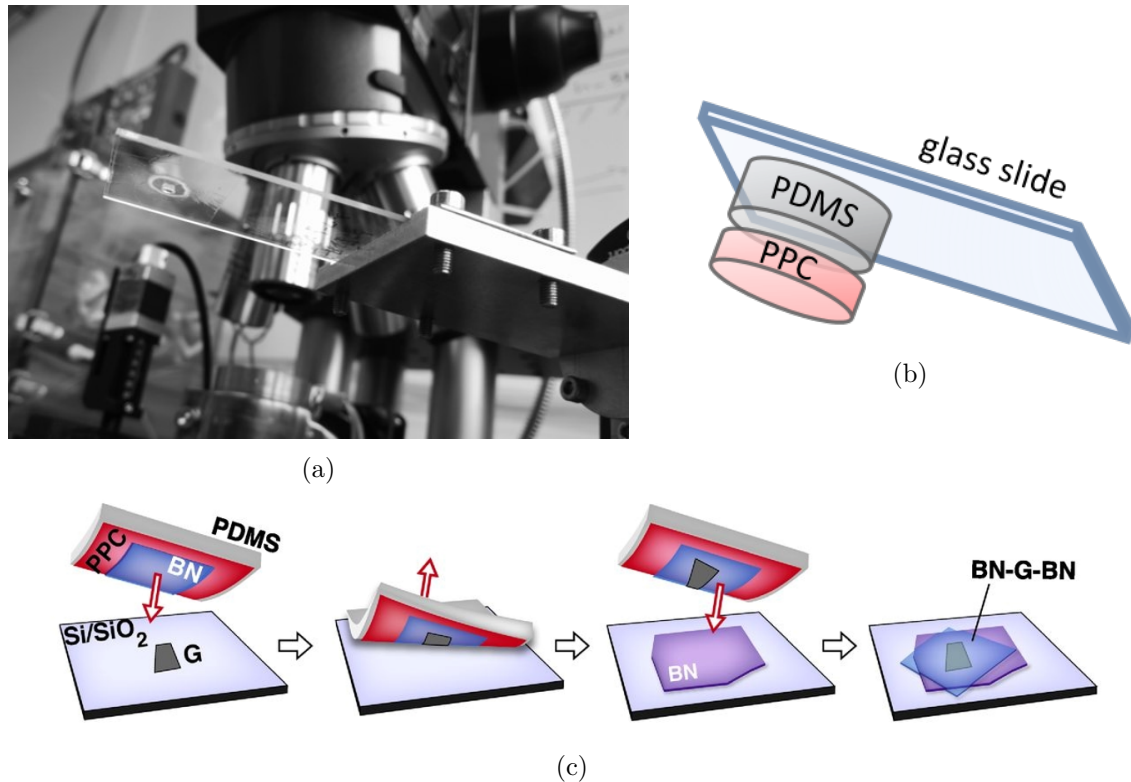 glass slide
PDMS
PPC
(b)
(a)
PPC
PDMS
BN
Si/SiO₂
G
BN
BN-G-BN
(c)